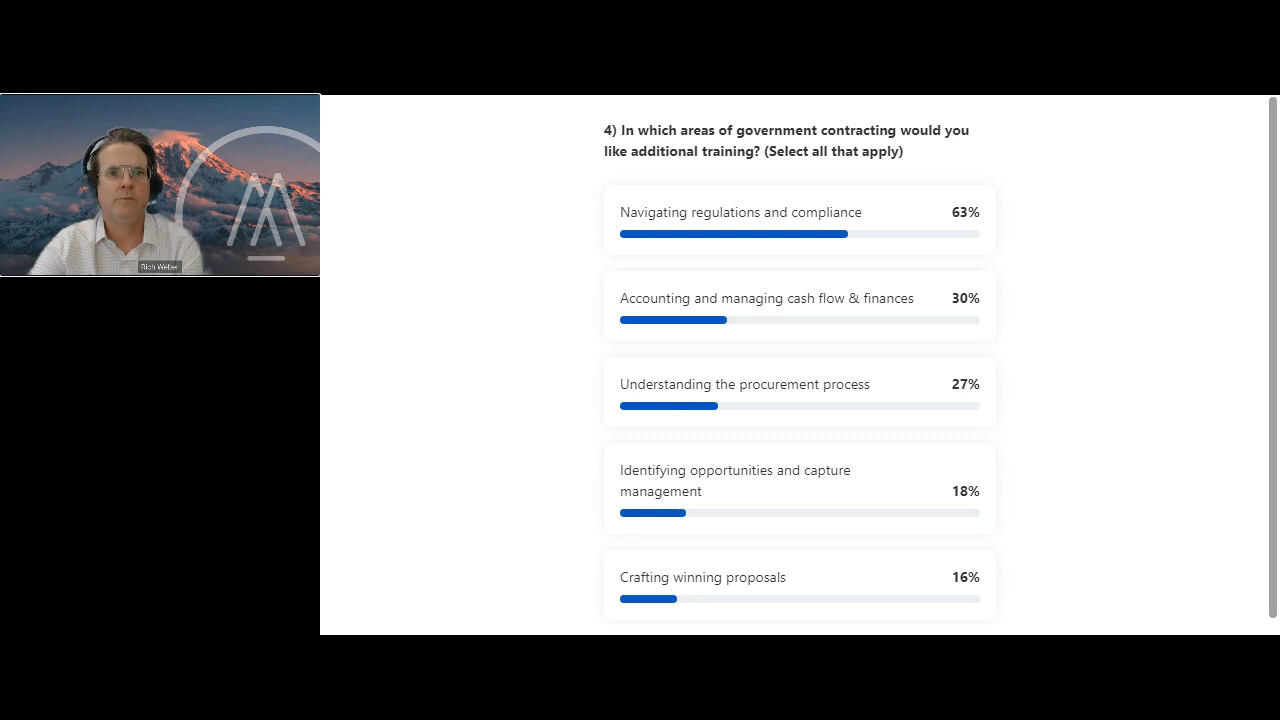 Rich Weber
4) In which areas of government contracting would you
like additional training? (Select all that apply)
Navigating regulations and compliance 63%
Accounting and managing cash flow & finances 30%
Understanding the procurement process 27%
Identifying opportunities and capture
management 18%
Crafting winning proposals 16%